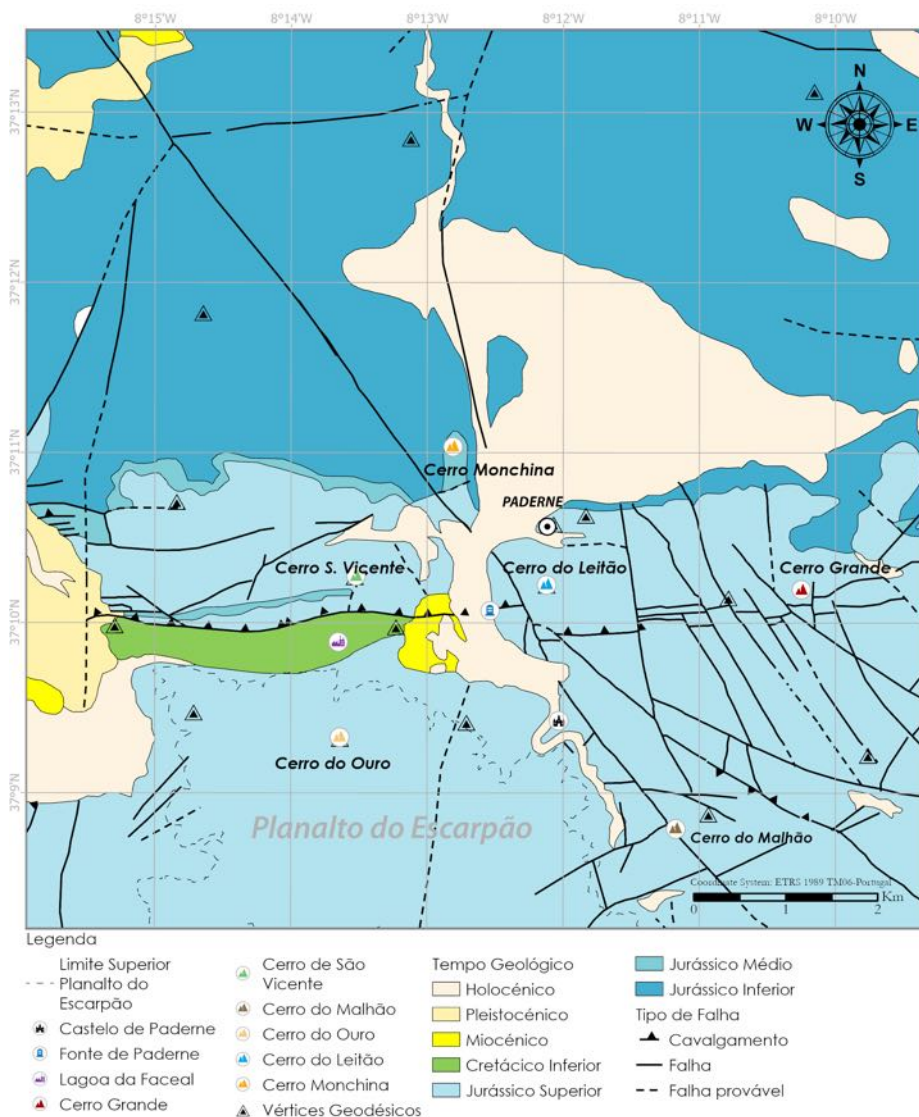 8°15'W 8°14'W 8°13'W 8°12'W 8°11'W 8°10'W
37°13'N
37°12'N
37°11'N
37°10'N
37°9'N
N
W E
S
Cerro Monchina
PADERNE
Cerro S. Vicente
Cerro do Leitão
Cerro Grande
Cerro do Ouro
Planalto do Escarpão
Cerro do Malhão
Coordinate System: ETRS 1989 TM06-Portugal
Km
0 1 2
Legenda
Limite Superior
Planalto do
Escarpão
Castelo de Paderne
Fonte de Paderne
Lagoa da Faceal
Cerro Grande
Cerro de São
Vicente
Cerro do Malhão
Cerro do Ouro
Cerro do Leitão
Cerro Monchina
Vértices Geodésicos
Tempo Geológico
Holocénico
Pleistocénico
Miocénico
Cretácico Inferior
Jurássico Superior
Jurássico Médio
Jurássico Inferior
Tipo de Falha
Cavalgamento
Falha
Falha provável